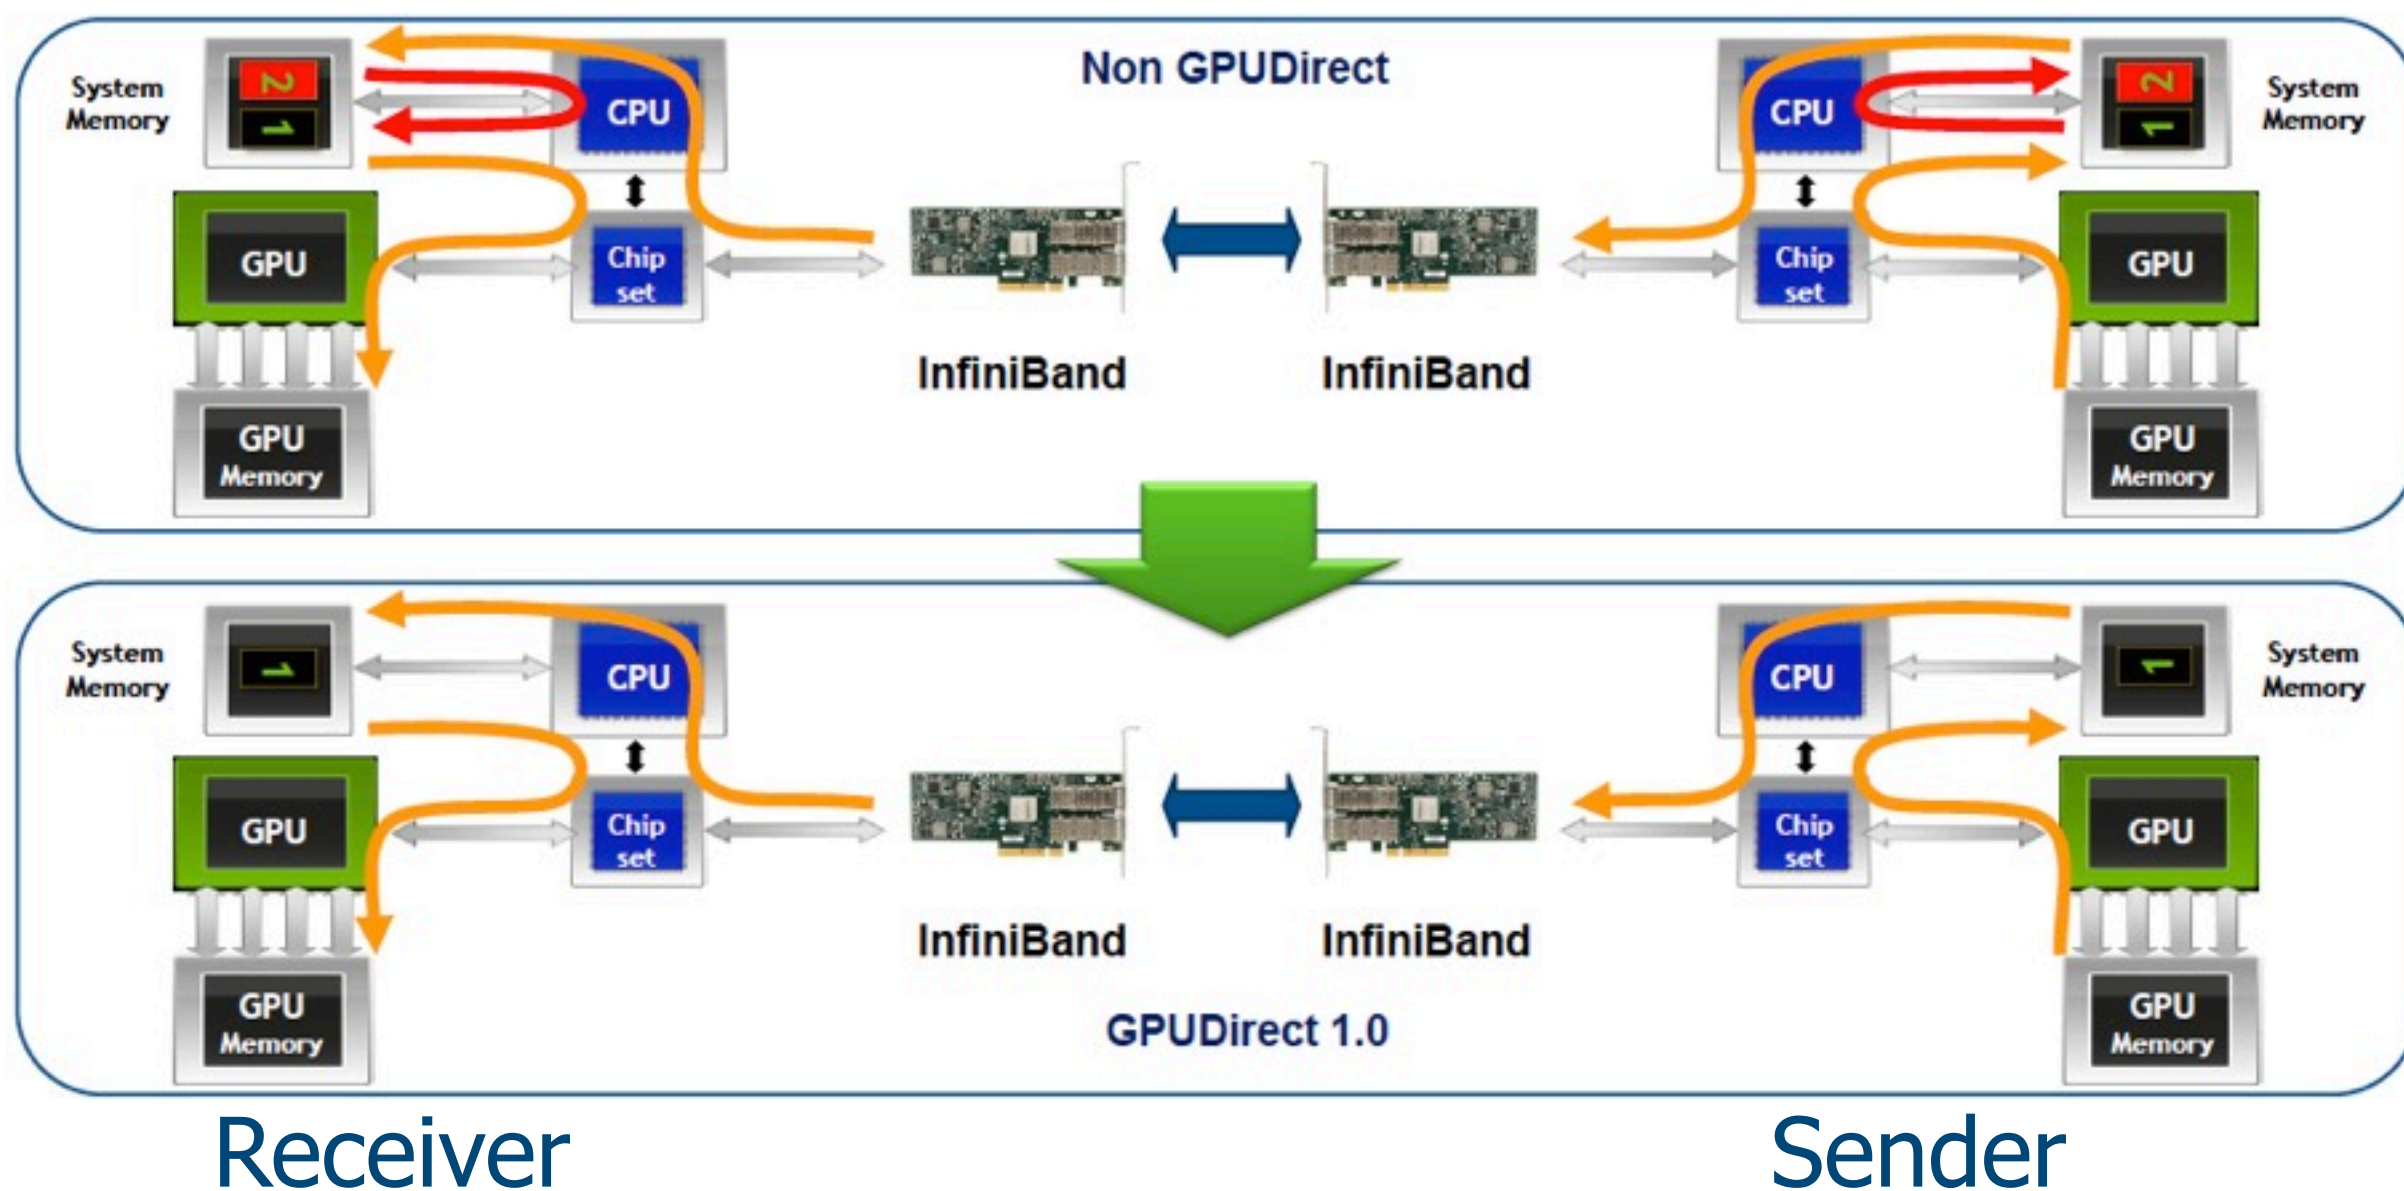 Non GPUDirect
System
Memory
2
1
CPU
GPU
Chip
set
GPU
Memory
InfiniBand
InfiniBand
CPU
2
1
System
Memory
Chip
set
GPU
GPU
Memory
System
Memory
1
CPU
GPU
Chip
set
GPU
Memory
InfiniBand
InfiniBand
CPU
1
System
Memory
Chip
set
GPU
GPU
Memory
GPUDirect 1.0
Receiver
Sender